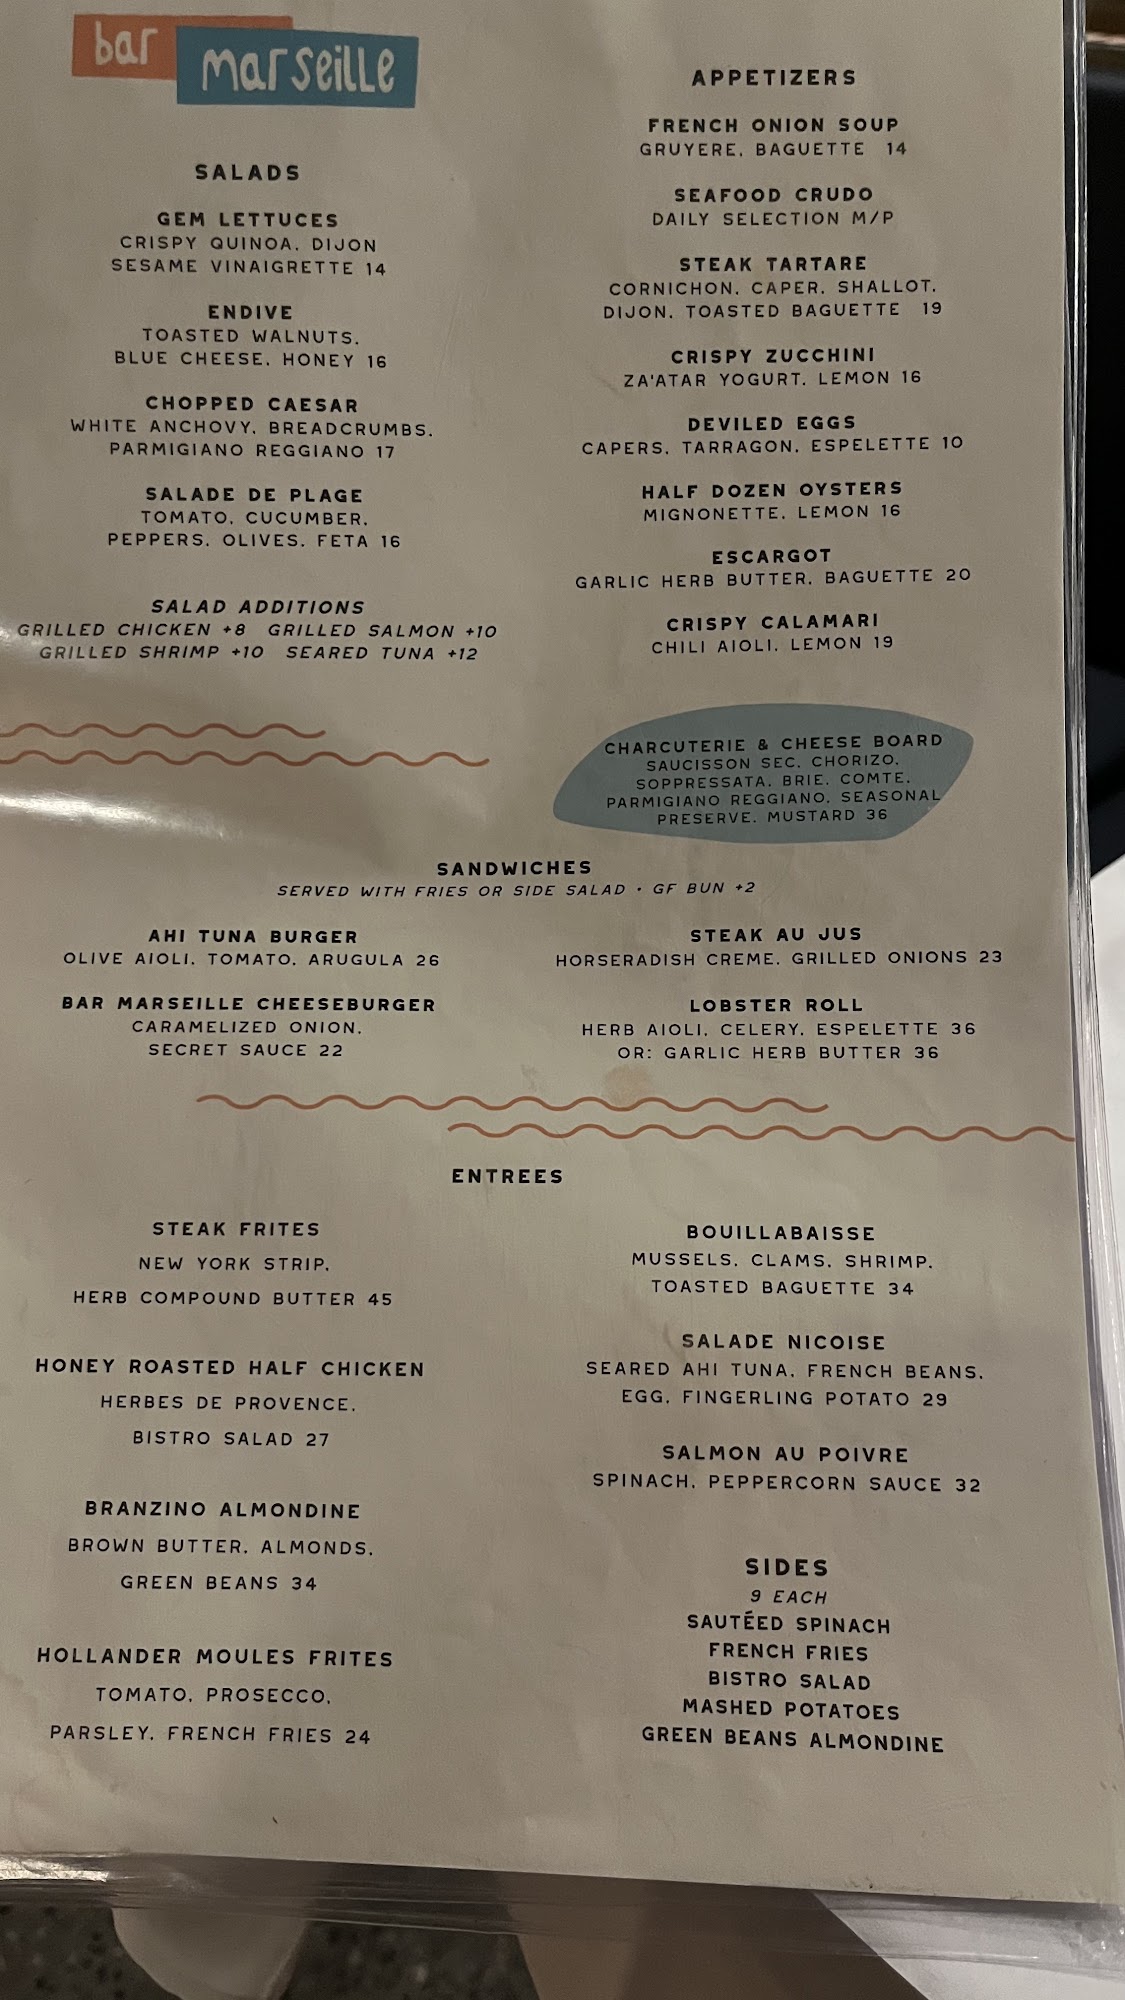 bar
marseille
SALADS
GEM LETTUCES
CRISPY QUINOA, DIJON
SESAME VINAIGRETTE 14
ENDIVE
TOASTED WALNUTS,
BLUE CHEESE, HONEY 16
CHOPPED CAESAR
WHITE ANCHOVY, BREADCRUMBS,
PARMIGIANO REGGIANO 17
SALADE DE PLAGE
TOMATO, CUCUMBER,
PEPPERS, OLIVES, FETA 16
SALAD ADDITIONS
GRILLED CHICKEN +8 GRILLED SALMON +10
GRILLED SHRIMP +10 SEARED TUNA +12
APPETIZERS
FRENCH ONION SOUP
GRUYERE, BAGUETTE 14
SEAFOOD CRUDO
DAILY SELECTION M/P
STEAK TARTARE
CORNICHON, CAPER, SHALLOT,
DIJON, TOASTED BAGUETTE 19
CRISPY ZUCCHINI
ZA'ATAR YOGURT, LEMON 16
DEVILED EGGS
CAPERS, TARRAGON, ESPELETTE 10
HALF DOZEN OYSTERS
MIGNONETTE, LEMON 16
ESCARGOT
GARLIC HERB BUTTER, BAGUETTE 20
CRISPY CALAMARI
CHILI AIOLI, LEMON 19
CHARCUTERIE & CHEESE BOARD
SAUCISSON SEC, CHORIZO,
SOPPRESSATA, BRIE, COMTE,
PARMIGIANO REGGIANO, SEASONAL
PRESERVE, MUSTARD 36
SANDWICHES
SERVED WITH FRIES OR SIDE SALAD • GF BUN +2
AHI TUNA BURGER
OLIVE AIOLI, TOMATO, ARUGULA 26
BAR MARSEILLE CHEESEBURGER
CARAMELIZED ONION,
SECRET SAUCE 22
STEAK AU JUS
HORSERADISH CREME, GRILLED ONIONS 23
LOBSTER ROLL
HERB AIOLI, CELERY, ESPELETTE 36
OR: GARLIC HERB BUTTER 36
ENTREES
STEAK FRITES
NEW YORK STRIP,
HERB COMPOUND BUTTER 45
HONEY ROASTED HALF CHICKEN
HERBES DE PROVENCE,
BISTRO SALAD 27
BRANZINO ALMONDINE
BROWN BUTTER, ALMONDS,
GREEN BEANS 34
HOLLANDER MOULES FRITES
TOMATO, PROSECCO,
PARSLEY, FRENCH FRIES 24
BOUILLABAISSE
MUSSELS, CLAMS, SHRIMP,
TOASTED BAGUETTE 34
SALADE NICOISE
SEARED AHI TUNA, FRENCH BEANS,
EGG, FINGERLING POTATO 29
SALMON AU POIVRE
SPINACH, PEPPERCORN SAUCE 32
SIDES
9 EACH
SAUTÉED SPINACH
FRENCH FRIES
BISTRO SALAD
MASHED POTATOES
GREEN BEANS ALMONDINE